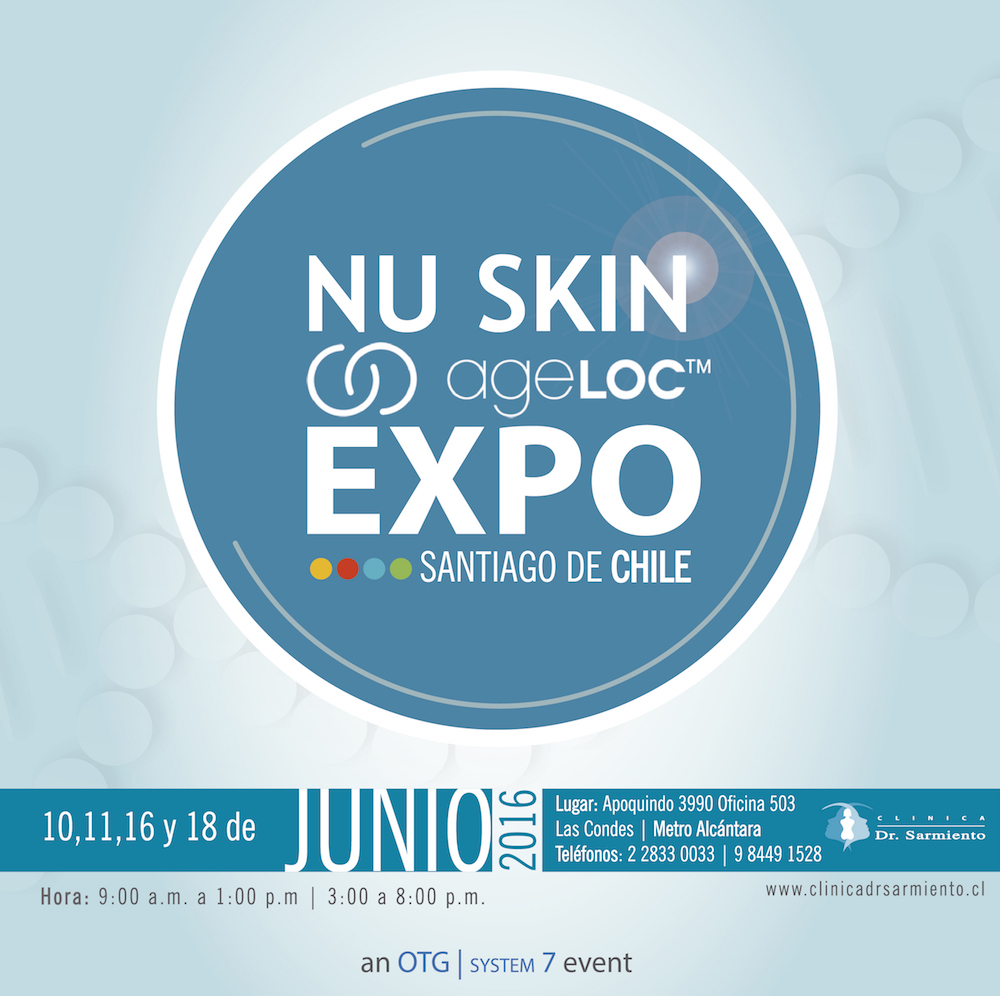 NU SKIN
ageLOC™
EXPO
SANTIAGO DE CHILE
10,11,16 y 18 de JUNIO 2016
Lugar: Apoquindo 3990 Oficina 503
Las Condes | Metro Alcántara
Teléfonos: 2 2833 0033 | 9 8449 1528
CLINICA
Dr. Sarmiento
Hora: 9:00 a.m. a 1:00 p.m | 3:00 a 8:00 p.m.
www.clinicadrsarmiento.cl
an OTG | SYSTEM 7 event